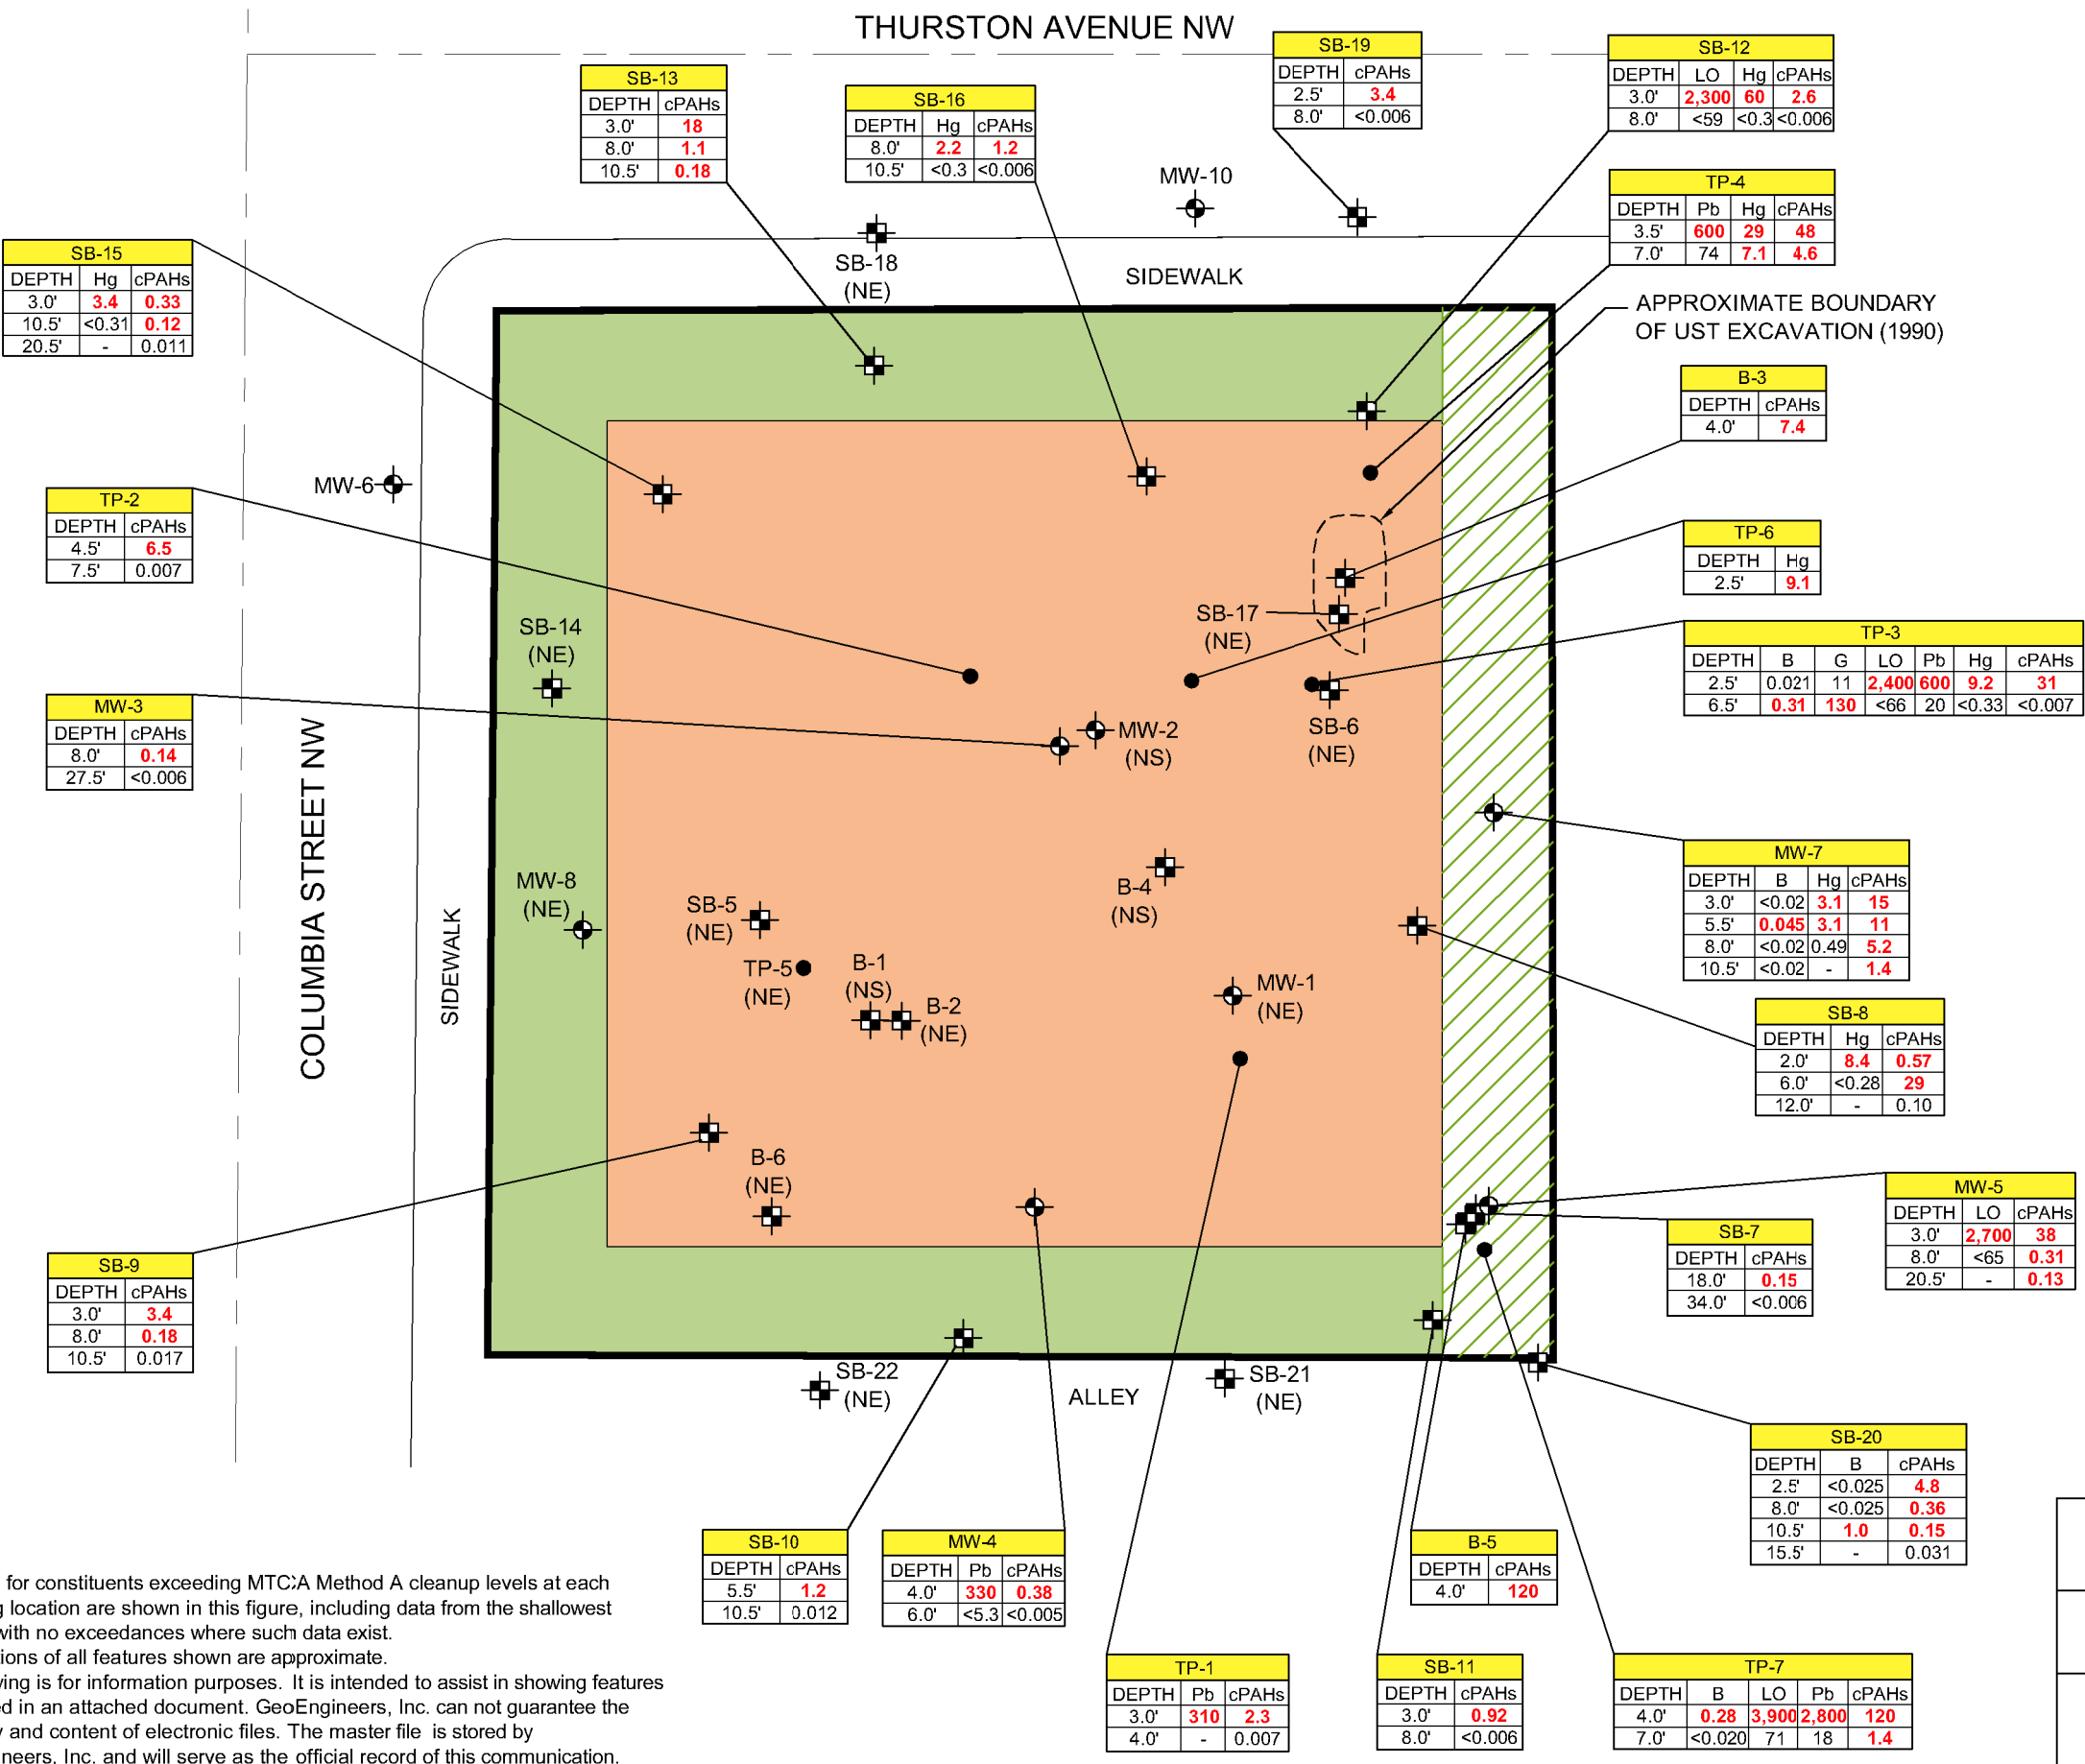 THURSTON AVENUE NW
SB-13
DEPTH cPAHs
3.0' 18
8.0' 1.1
10.5' 0.18
SB-16
DEPTH Hg cPAHs
8.0' 2.2 1.2
10.5' <0.3 <0.006
SB-19
DEPTH cPAHs
2.5' 3.4
8.0' <0.006
SB-12
DEPTH LO Hg cPAHs
3.0' 2,300 60 2.6
8.0' <59 <0.3 <0.006
TP-4
DEPTH Pb Hg cPAHs
3.5' 600 29 48
7.0' 74 7.1 4.6
MW-10
SB-18
(NE)
SIDEWALK
SB-15
DEPTH Hg cPAHs
3.0' 3.4 0.33
10.5' <0.31 0.12
20.5' - 0.011
APPROXIMATE BOUNDARY
OF UST EXCAVATION (1990)
B-3
DEPTH cPAHs
4.0' 7.4
MW-6
TP-2
DEPTH cPAHs
4.5' 6.5
7.5' 0.007
TP-6
DEPTH Hg
2.5' 9.1
SB-17
(NE)
SB-14
(NE)
TP-3
DEPTH B G LO Pb Hg cPAHs
2.5' 0.021 11 2,400 600 9.2 31
6.5' 0.31 130 <66 20 <0.33 <0.007
MW-3
DEPTH cPAHs
8.0' 0.14
27.5' <0.006
MW-2
(NS)
SB-6
(NE)
COLUMBIA STREET NW
SIDEWALK
MW-7
DEPTH B Hg cPAHs
3.0' <0.02 3.1 15
5.5' 0.045 3.1 11
8.0' <0.02 0.49 5.2
10.5' <0.02 - 1.4
MW-8
(NE)
SB-5
(NE)
B-4
(NS)
TP-5
(NE)
B-1
(NS)
B-2
(NE)
MW-1
(NE)
SB-8
DEPTH Hg cPAHs
2.0' 8.4 0.57
6.0' <0.28 29
12.0' - 0.10
B-6
(NE)
MW-5
DEPTH LO cPAHs
3.0' 2,700 38
8.0' <65 0.31
20.5' - 0.13
SB-7
DEPTH cPAHs
18.0' 0.15
34.0' <0.006
SB-9
DEPTH cPAHs
3.0' 3.4
8.0' 0.18
10.5' 0.017
SB-22
(NE)
ALLEY
SB-21
(NE)
SB-20
DEPTH B cPAHs
2.5' <0.025 4.8
8.0' <0.025 0.36
10.5' 1.0 0.15
15.5' - 0.031
SB-10
DEPTH cPAHs
5.5' 1.2
10.5' 0.012
MW-4
DEPTH Pb cPAHs
4.0' 330 0.38
6.0' <5.3 <0.005
B-5
DEPTH cPAHs
4.0' 120
TP-1
DEPTH Pb cPAHs
3.0' 310 2.3
4.0' - 0.007
SB-11
DEPTH cPAHs
3.0' 0.92
8.0' <0.006
TP-7
DEPTH B LO Pb cPAHs
4.0' 0.28 3,900 2,800 120
7.0' <0.020 71 18 1.4
for constituents exceeding MTCA Method A cleanup levels at each
location are shown in this figure, including data from the shallowest
with no exceedances where such data exist.
of all features shown are approximate.
is for information purposes. It is intended to assist in showing features
in an attached document. GeoEngineers, Inc. can not guarantee the
and content of electronic files. The master file is stored by
Inc. and will serve as the official record of this communication.